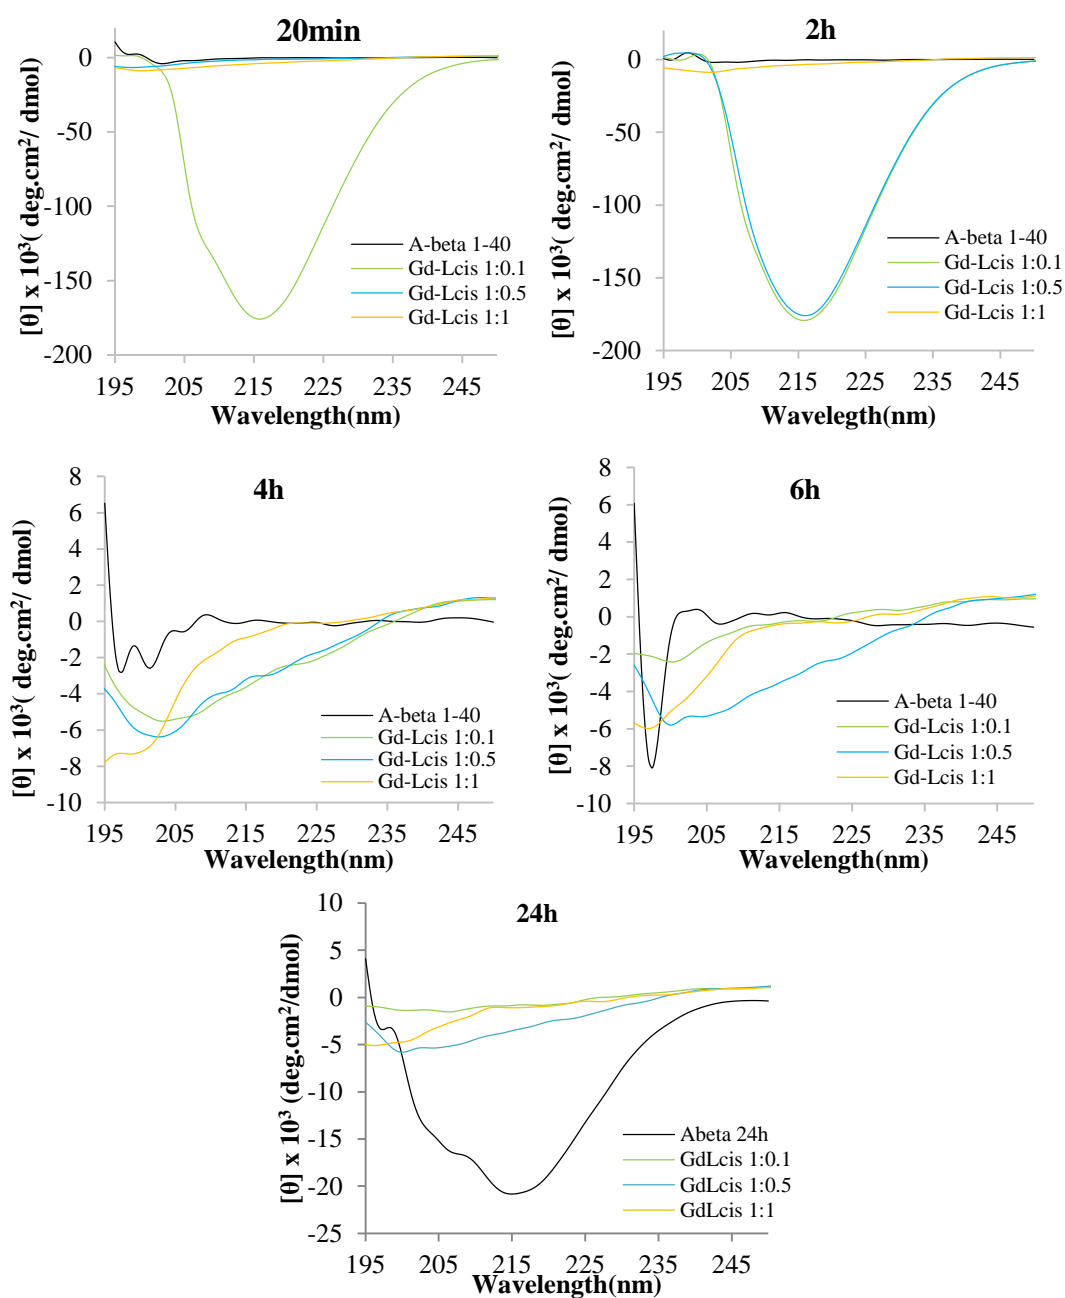 20min
[θ] x 10³( deg.cm²/ dmol)
0
-50
-100
-150
-200
A-beta 1-40
Gd-Lcis 1:0.1
Gd-Lcis 1:0.5
Gd-Lcis 1:1
195 205 215 225 235 245
Wavelength(nm)
2h
[θ] x 10³( deg.cm²/ dmol)
0
-50
-100
-150
-200
A-beta 1-40
Gd-Lcis 1:0.1
Gd-Lcis 1:0.5
Gd-Lcis 1:1
195 205 215 225 235 245
Wavelegth(nm)
4h
[θ] x 10³( deg.cm²/ dmol)
8
6
4
2
0
-2
-4
-6
-8
-10
A-beta 1-40
Gd-Lcis 1:0.1
Gd-Lcis 1:0.5
Gd-Lcis 1:1
195 205 215 225 235 245
Wavelength(nm)
6h
[θ] x 10³( deg.cm²/ dmol)
8
6
4
2
0
-2
-4
-6
-8
-10
A-beta 1-40
Gd-Lcis 1:0.1
Gd-Lcis 1:0.5
Gd-Lcis 1:1
195 205 215 225 235 245
Wavelength(nm)
24h
[θ] x 10³ (deg.cm²/dmol)
10
5
0
-5
-10
-15
-20
-25
Abeta 24h
GdLcis 1:0.1
GdLcis 1:0.5
GdLcis 1:1
195 205 215 225 235 245
Wavelength(nm)